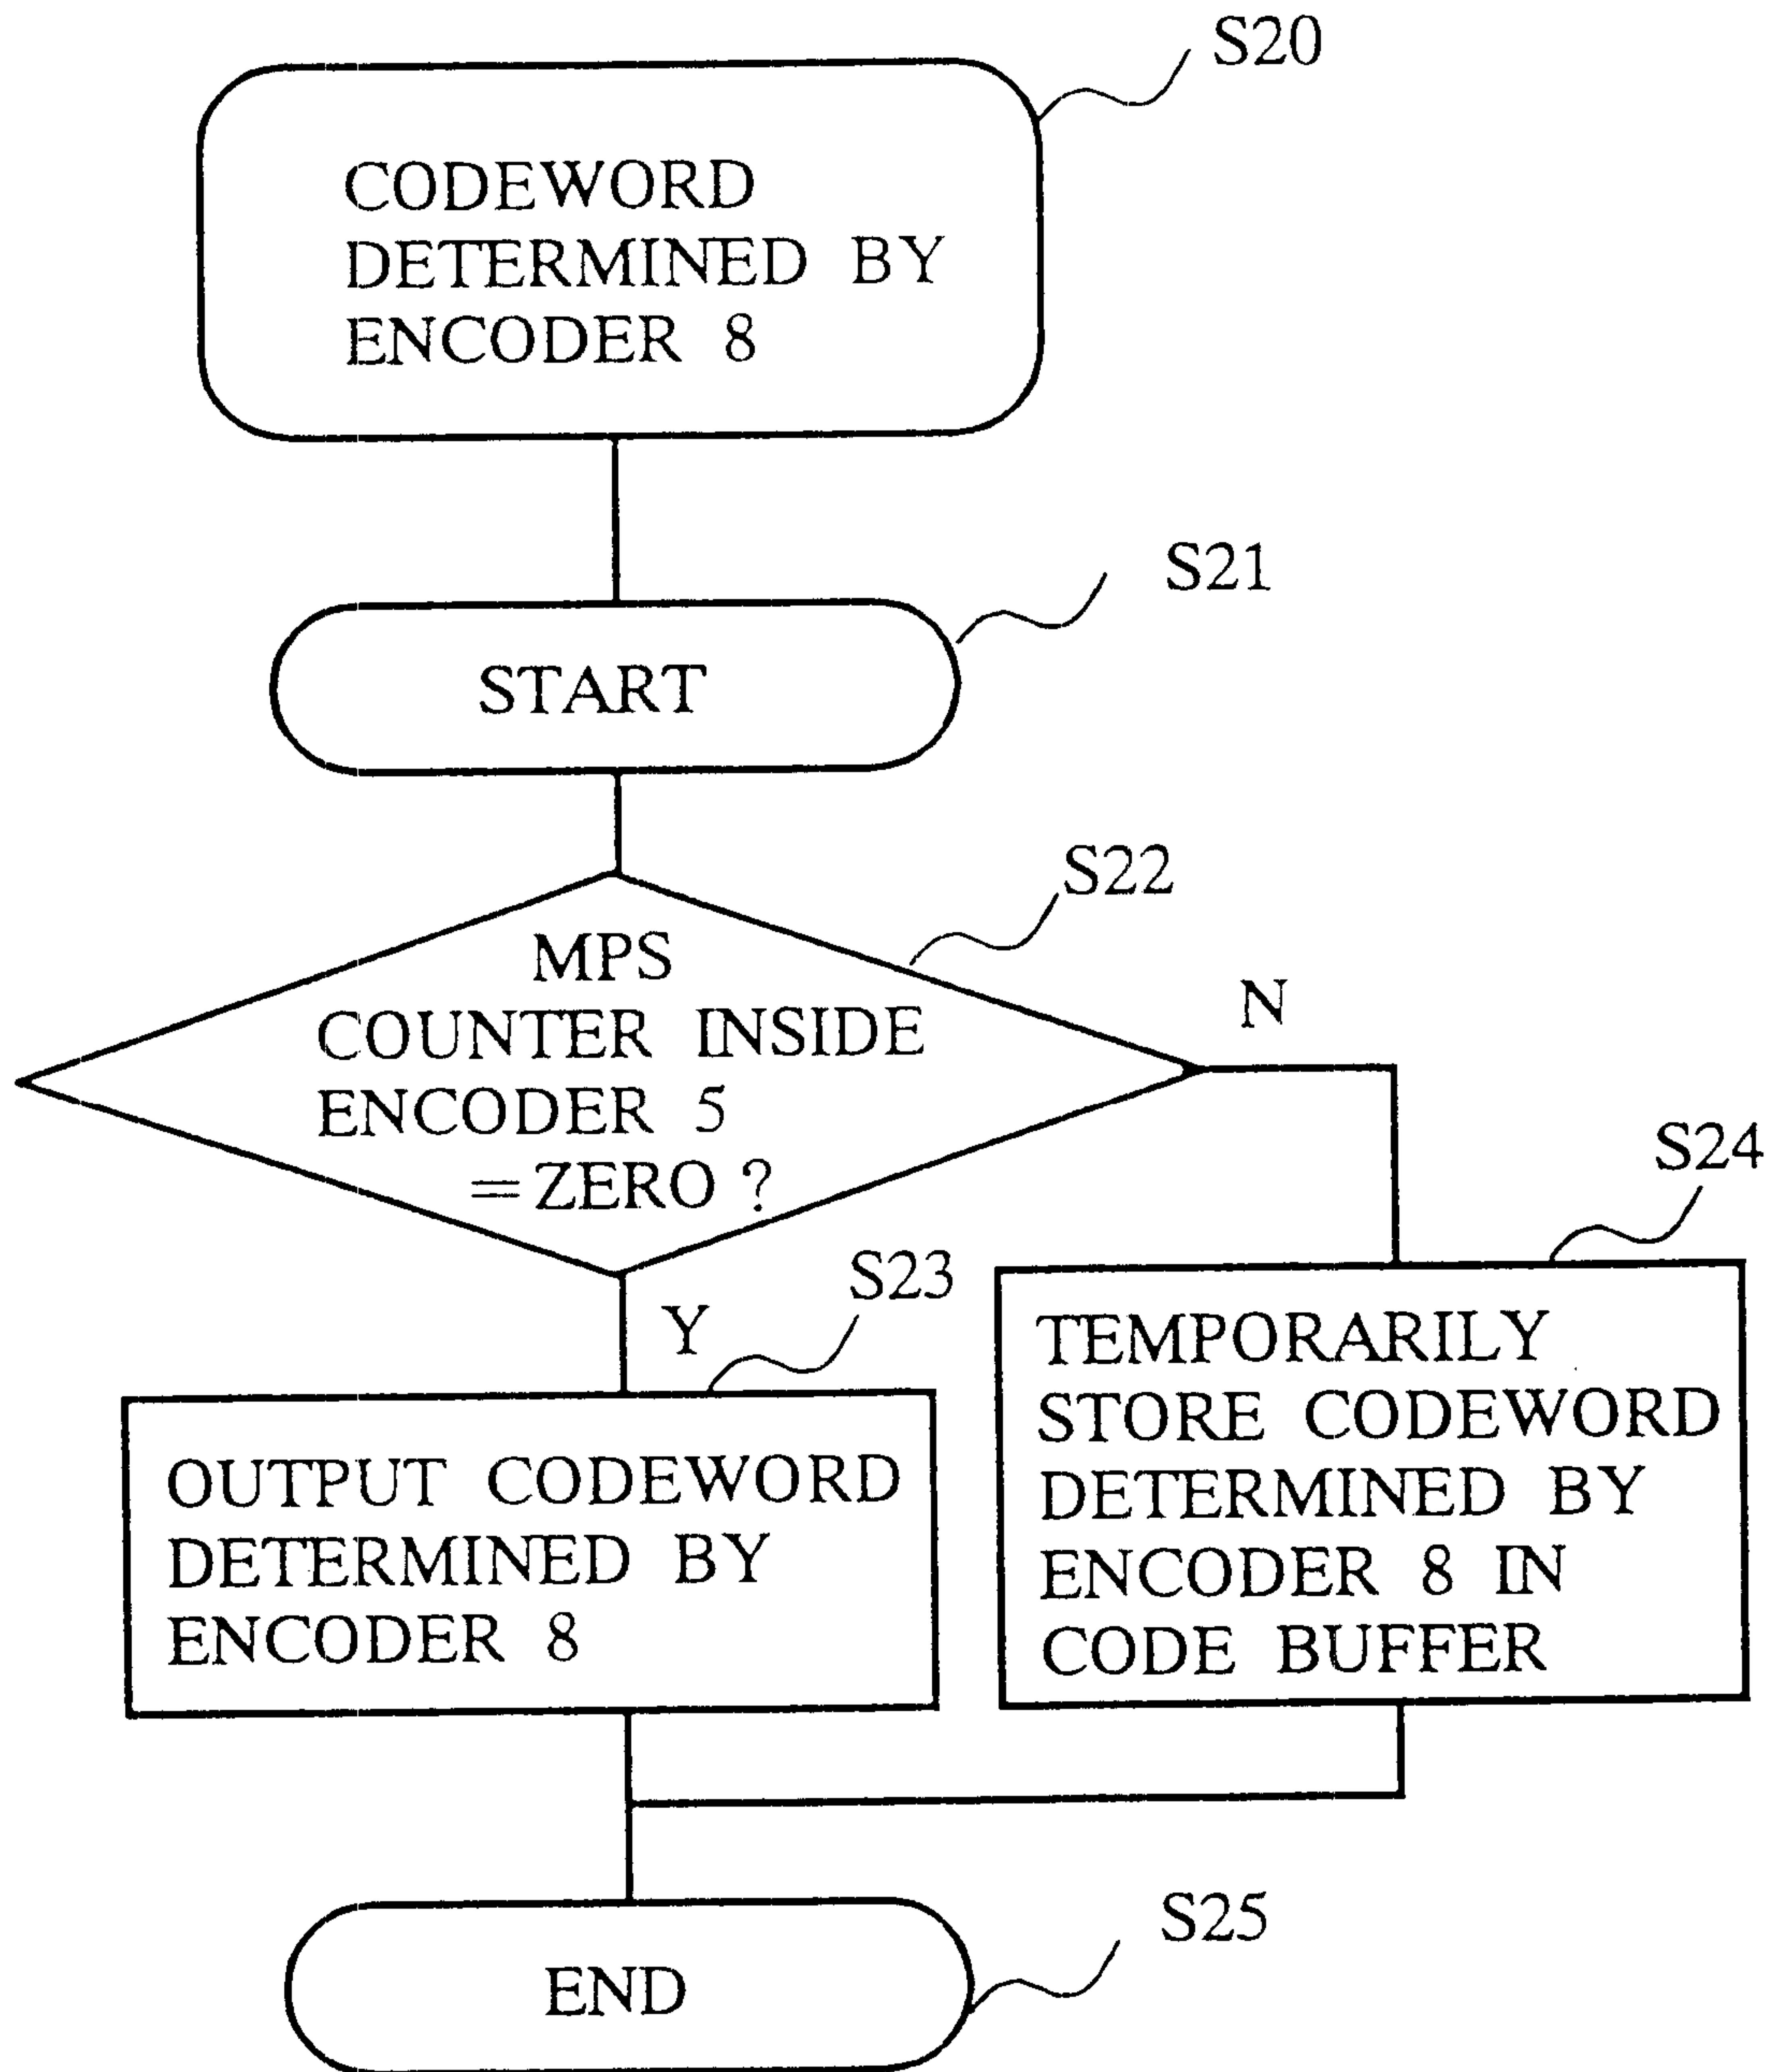 S20
CODEWORD
DETERMINED BY
ENCODER 8
S21
START
S22
MPS
COUNTER INSIDE
ENCODER 5
=ZERO ?
N
Y
S23
OUTPUT CODEWORD
DETERMINED BY
ENCODER 8
S24
TEMPORARILY
STORE CODEWORD
DETERMINED BY
ENCODER 8 IN
CODE BUFFER
S25
END